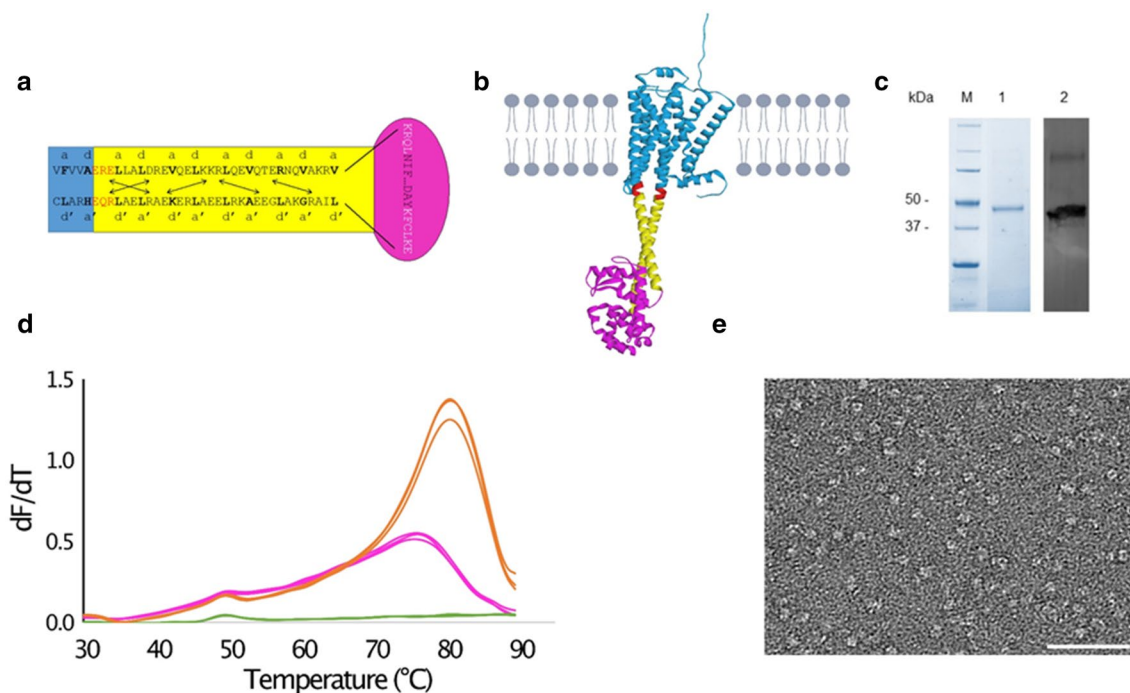 a
b
c
a d a d a d a d a d
VFVVAERELLALDREVQELKKRLQEVQTERNQVAKRV
CLARHEQRLAELRAEKERLAEELRKAEEGLAKGRAIL
d' a' d' a' d' a' d' a' d' a' d'
KRQLNIF_DAYKFCLKE
kDa M 1 2
50 -
37 -
d
e
1.5
1.0
0.5
0.0
dF/dT
30 40 50 60 70 80 90
Temperature (°C)